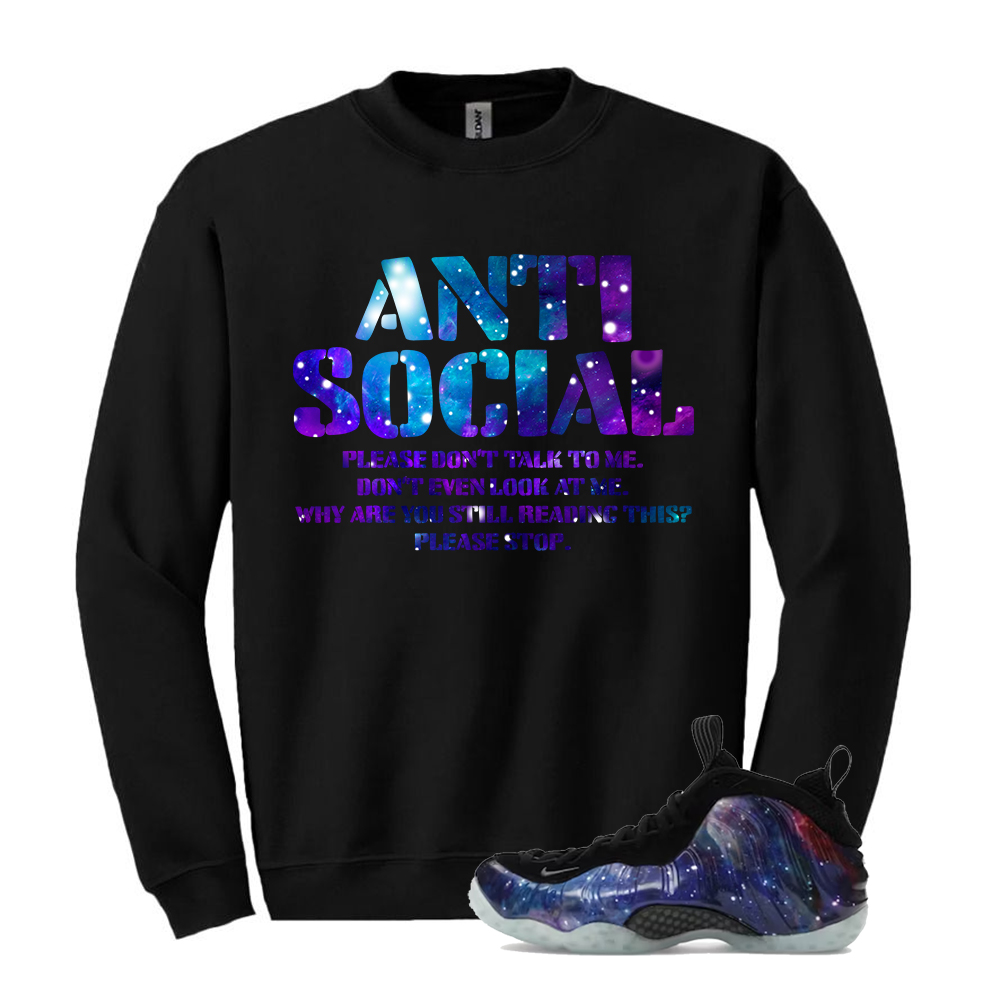 ANTI
SOCIAL
PLEASE DON'T TALK TO ME.
DON'T EVEN LOOK AT ME.
WHY ARE YOU STILL READING THIS?
PLEASE STOP.